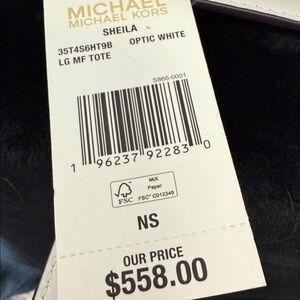 MICHAEL
MICHAEL KORS
SHEILA
35T4S6HT9B OPTIC WHITE
LG MF TOTE
S866-0001
1 96237 92283 0
FSC
MIX
Paper
FSC® C012345
NS
OUR PRICE
$558.00